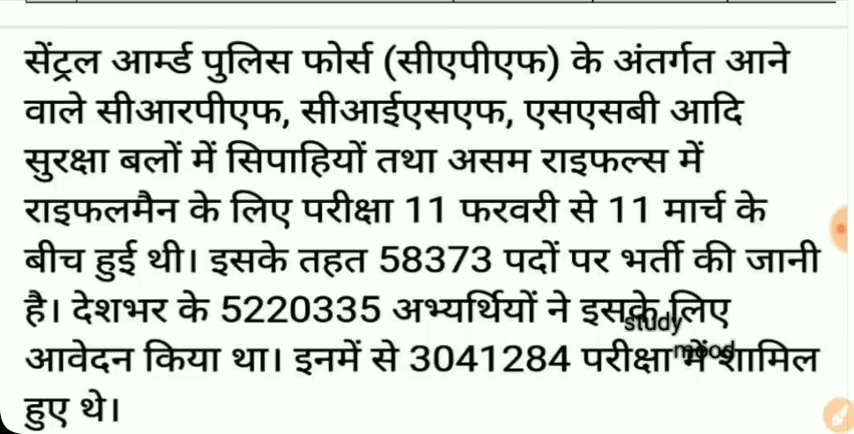 सेंट्रल आर्म्ड पुलिस फोर्स (सीएपीएफ) के अंतर्गत आने
वाले सीआरपीएफ, सीआईएसएफ, एसएसबी आदि
सुरक्षा बलों में सिपाहियों तथा असम राइफल्स में
राइफलमैन के लिए परीक्षा 11 फरवरी से 11 मार्च के
बीच हुई थी। इसके तहत 58373 पदों पर भर्ती की जानी
है। देशभर के 5220335 अभ्यर्थियों ने इसके लिए
study
आवेदन किया था। इनमें से 3041284 परीक्षा में शामिल
mood
हुए थे।